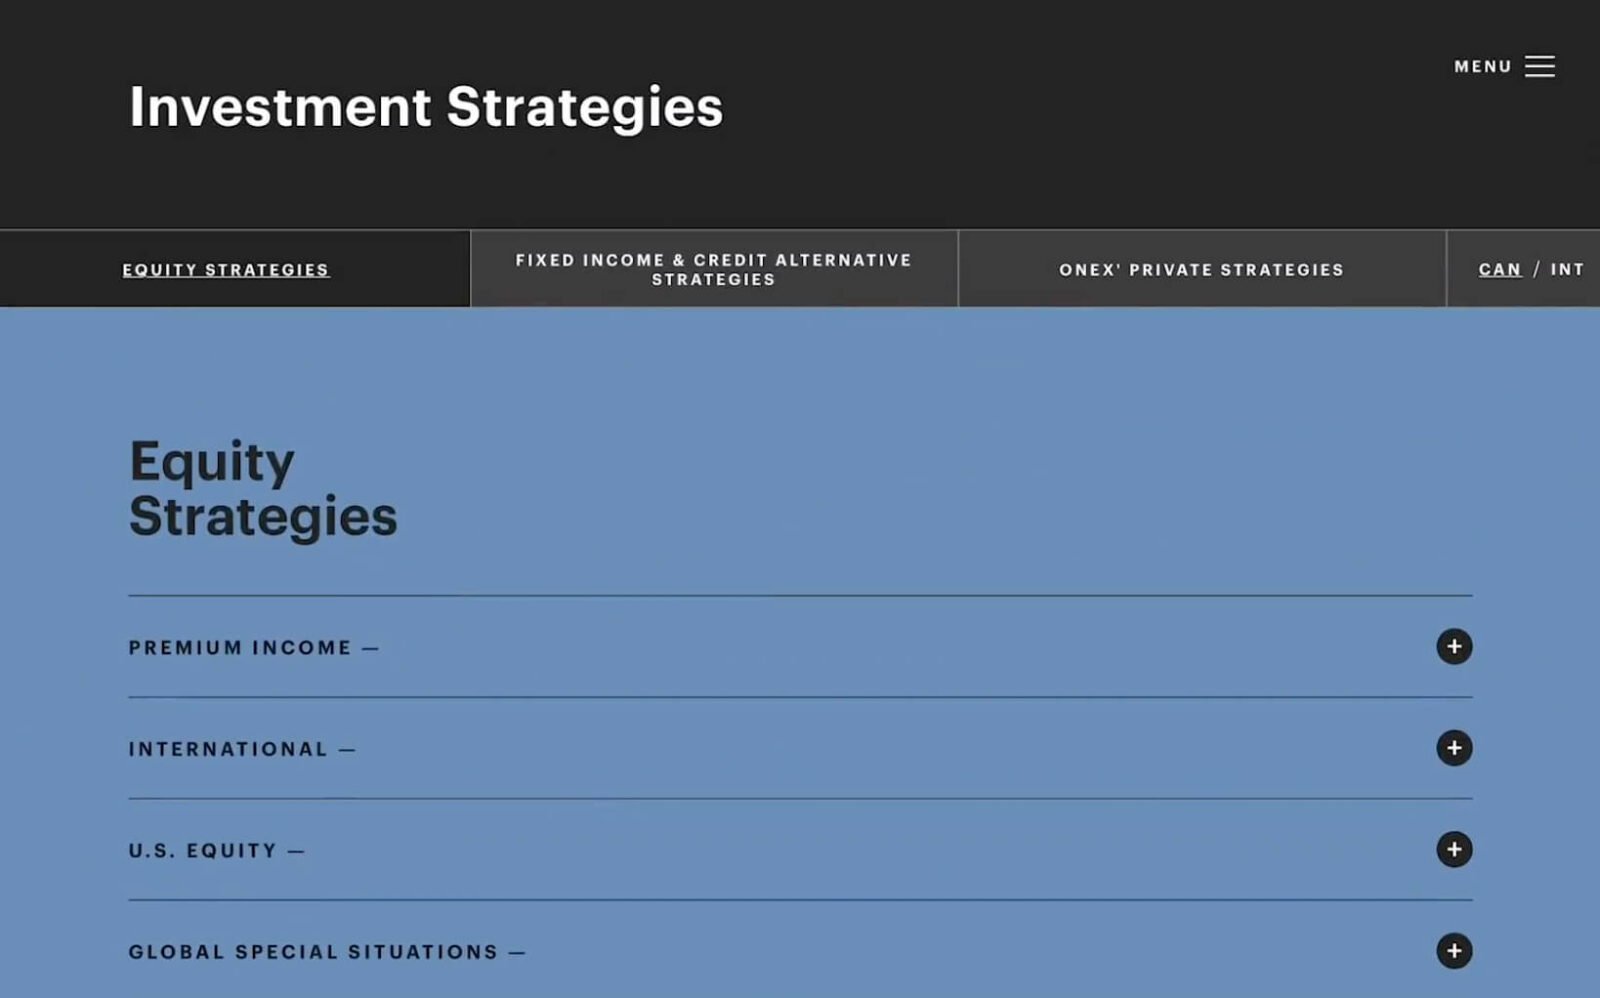 MENU
Investment Strategies
EQUITY STRATEGIES
FIXED INCOME & CREDIT ALTERNATIVE
STRATEGIES
ONEX' PRIVATE STRATEGIES
CAN / INT
Equity
Strategies
PREMIUM INCOME —
INTERNATIONAL —
U.S. EQUITY —
GLOBAL SPECIAL SITUATIONS —